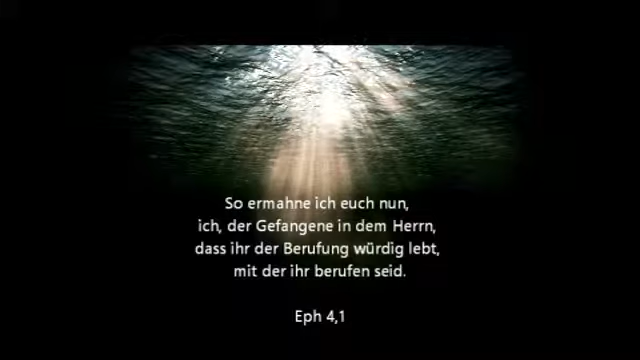 So ermahne ich euch nun,
ich, der Gefangene in dem Herrn,
dass ihr der Berufung würdig lebt,
mit der ihr berufen seid.
Eph 4,1